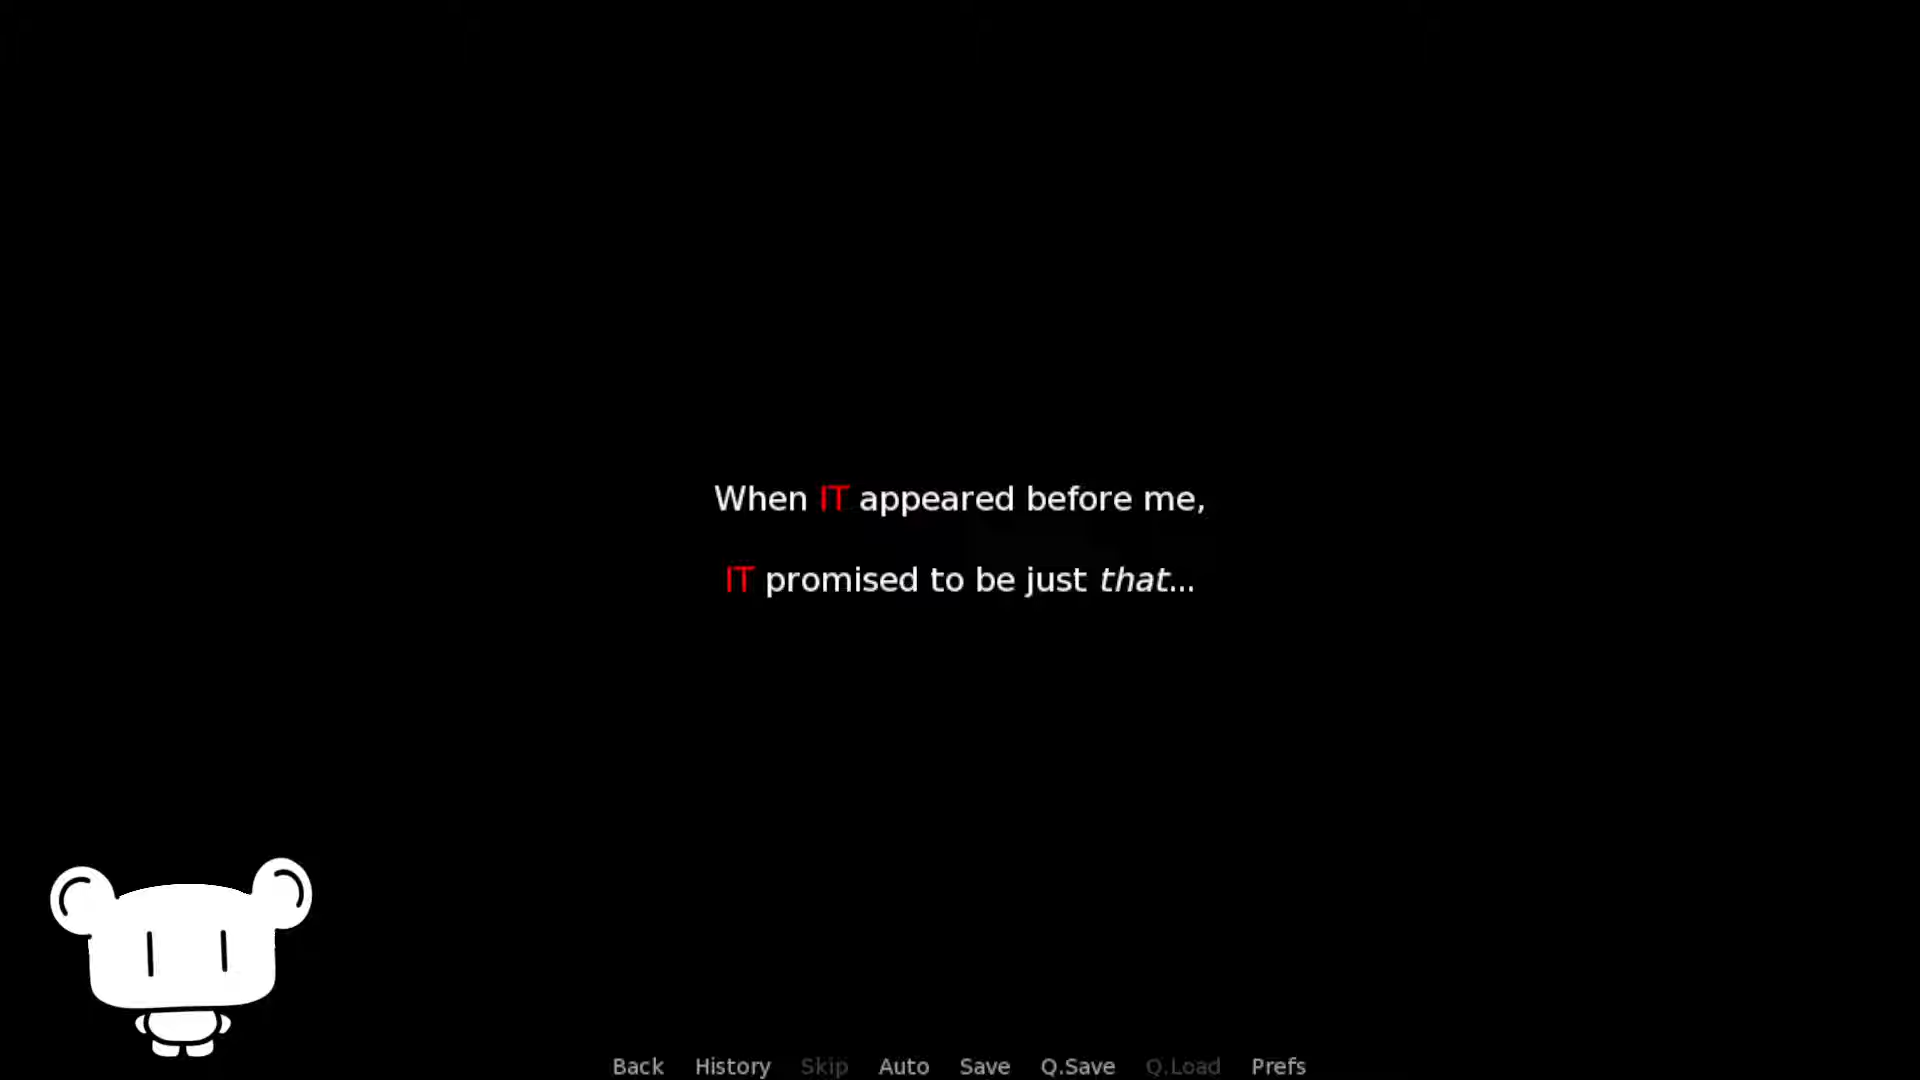 When IT appeared before me,
IT promised to be just that...
Back History Skip Auto Save Q.Save Q.Load Prefs